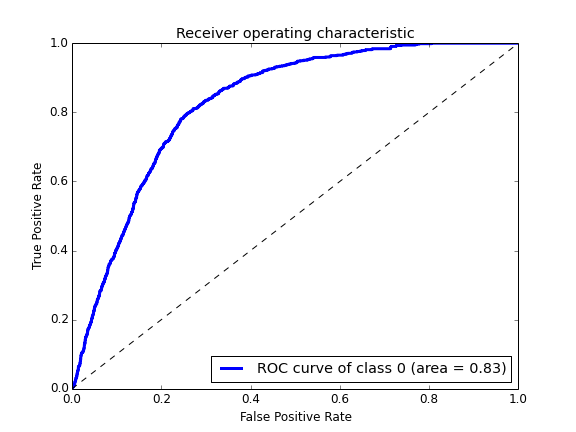 Receiver operating characteristic
1.0
0.8
0.6
0.4
0.2
0.0
True Positive Rate
ROC curve of class 0 (area = 0.83)
0.0 0.2 0.4 0.6 0.8 1.0
False Positive Rate